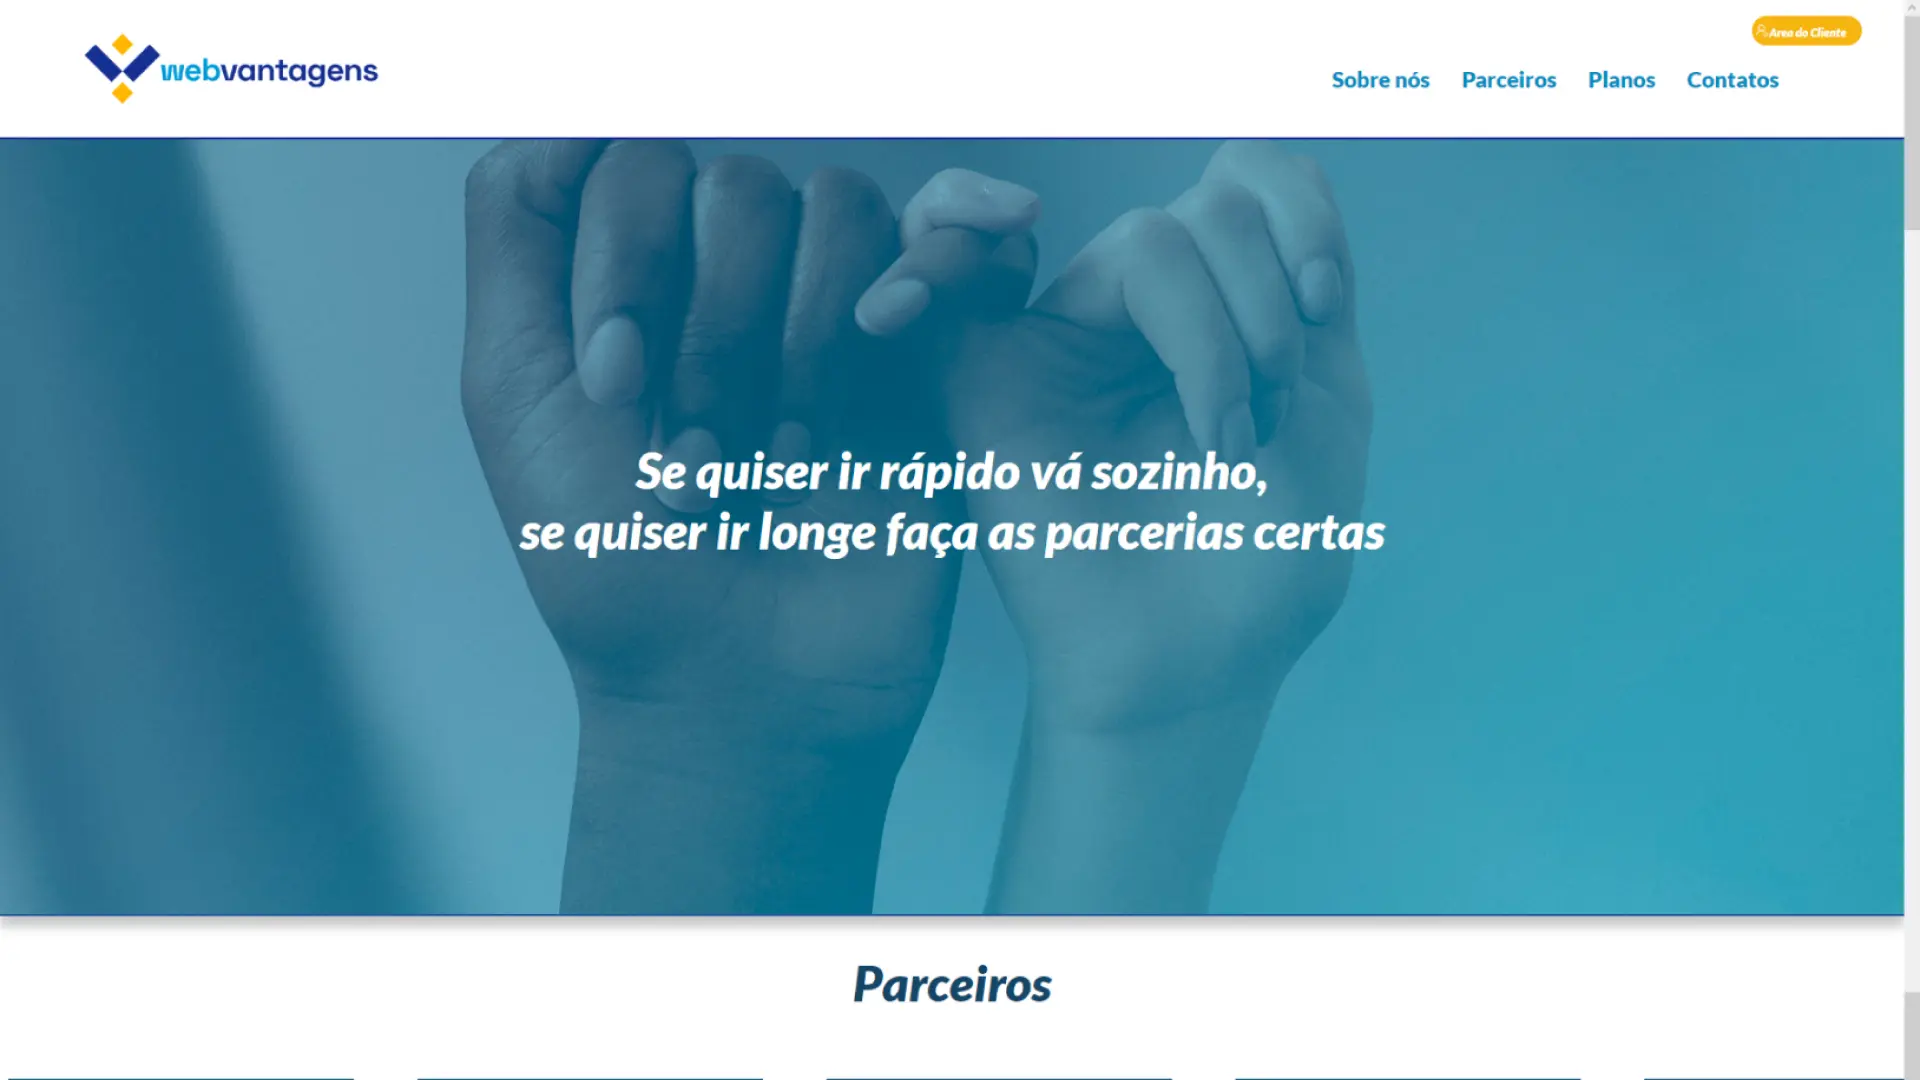 Area do Cliente
webvantagens
Sobre nós
Parceiros
Planos
Contatos
Se quiser ir rápido vá sozinho,
se quiser ir longe faça as parcerias certas
Parceiros